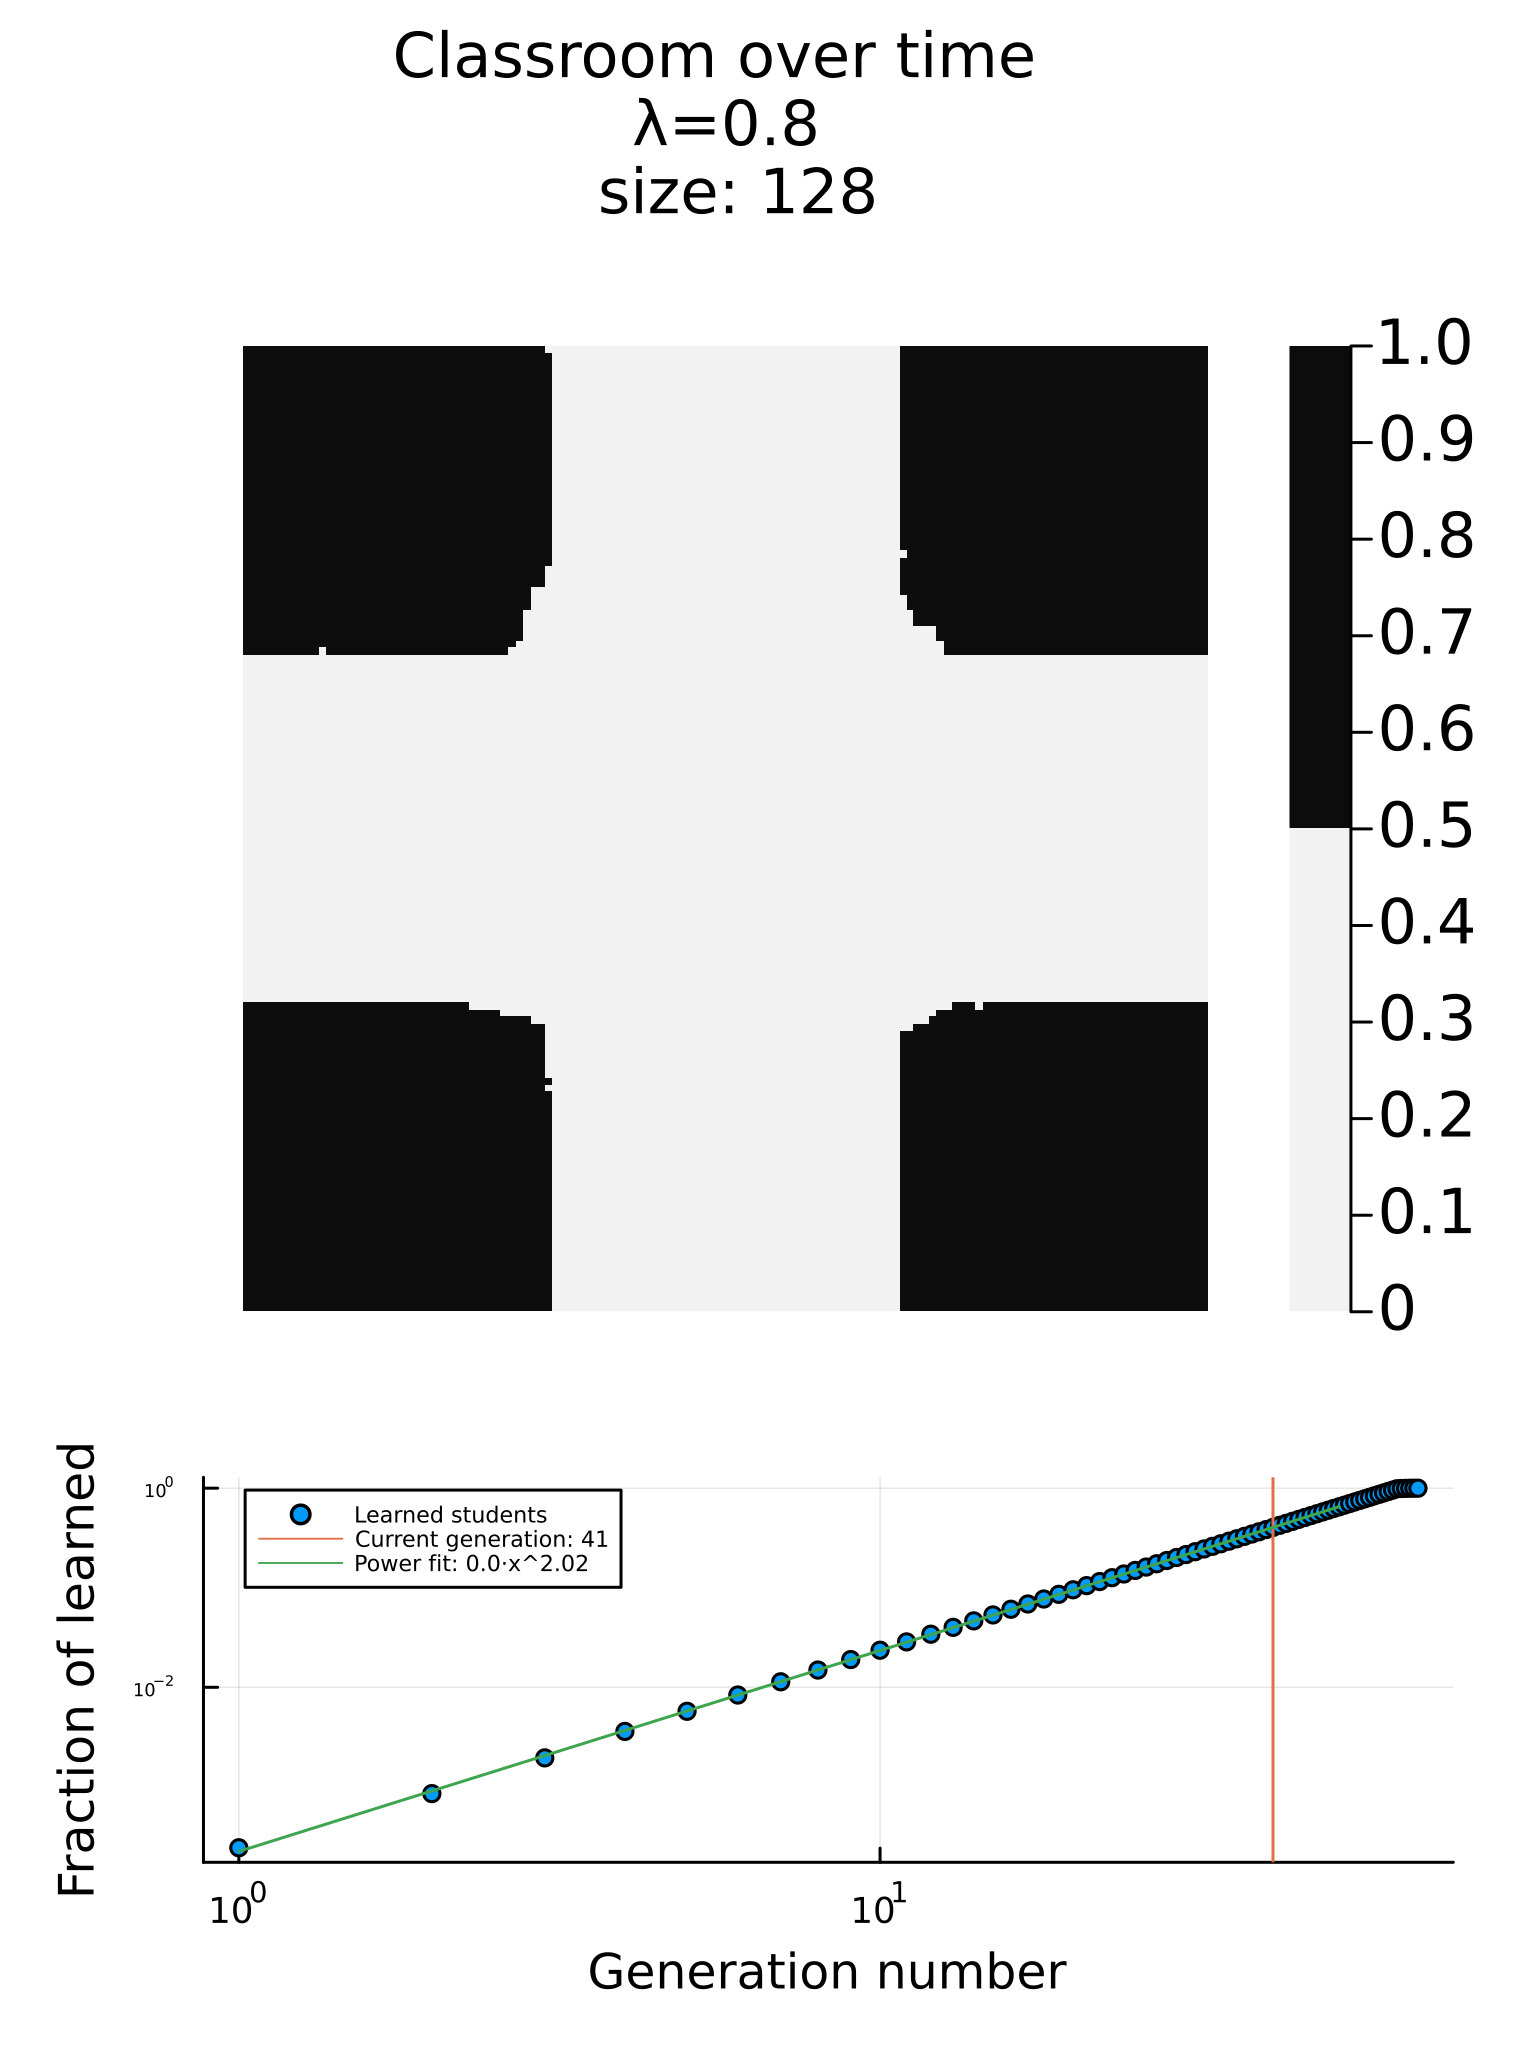 Classroom over time
λ=0.8
size: 128
1.0
0.9
0.8
0.7
0.6
0.5
0.4
0.3
0.2
0.1
0
Fraction of learned
10^0
10^-2
Learned students
Current generation: 41
Power fit: 0.0·x^2.02
10^0
10^1
Generation number